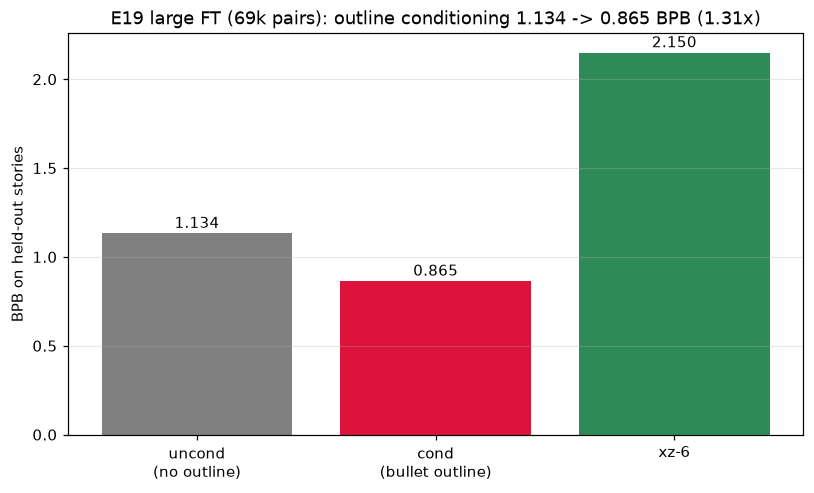 E19 large FT (69k pairs): outline conditioning 1.134 -> 0.865 BPB (1.31x)
BPB on held-out stories
2.0
1.5
1.0
0.5
0.0
1.134
0.865
2.150
uncond
(no outline)
cond
(bullet outline)
xz-6